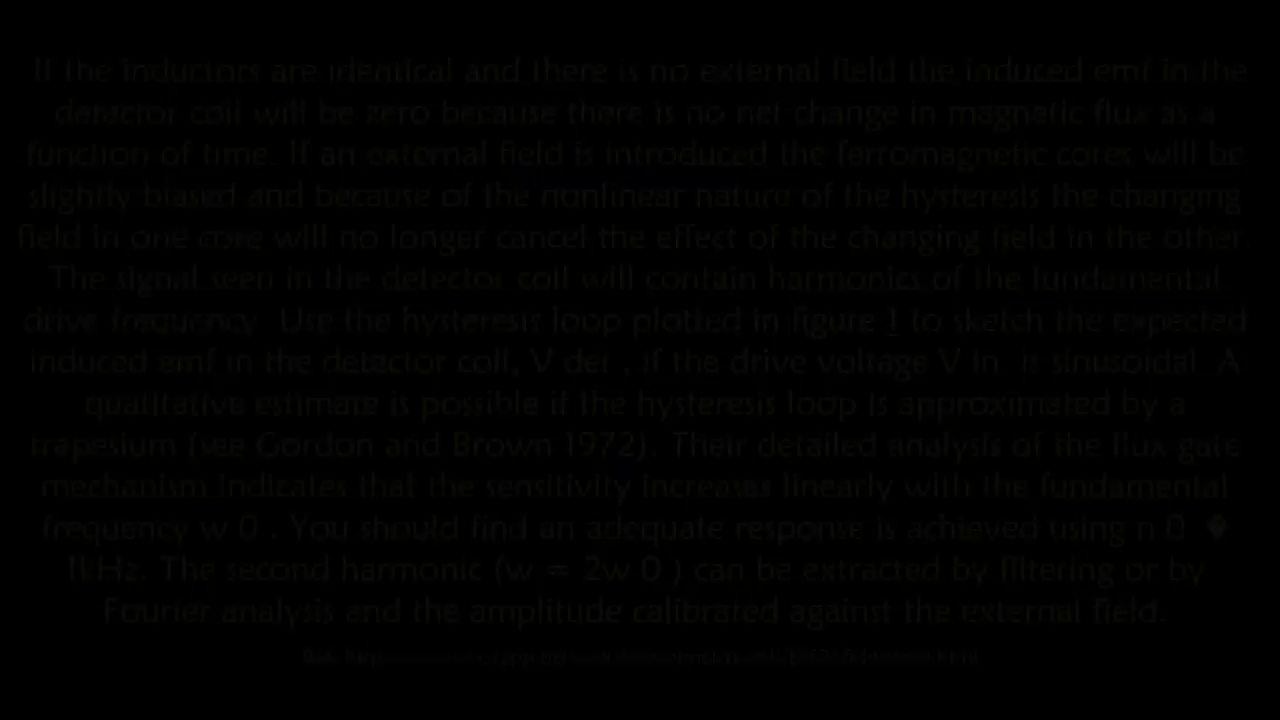 If the inductors are identical and there is no external field the induced emf in the
detector coil will be zero because there is no net change in magnetic flux as a
function of time. If an external field is introduced the ferromagnetic cores will be
slightly biased and because of the nonlinear nature of the hysteresis the changing
field in one core will no longer cancel the effect of the changing field in the other.
The signal seen in the detector coil will contain harmonics of the fundamental
drive frequency. Use the hysteresis loop plotted in figure 1 to sketch the expected
induced emf in the detector coil, V det , if the drive voltage V in is sinusoidal. A
qualitative estimate is possible if the hysteresis loop is approximated by a
trapesium (see Gordon and Brown 1972). Their detailed analysis of the flux gate
mechanism indicates that the sensitivity increases linearly with the fundamental
frequency w 0 . You should find an adequate response is achieved using n 0 �
1kHz. The second harmonic (w = 2w 0 ) can be extracted by filtering or by
Fourier analysis and the amplitude calibrated against the external field.